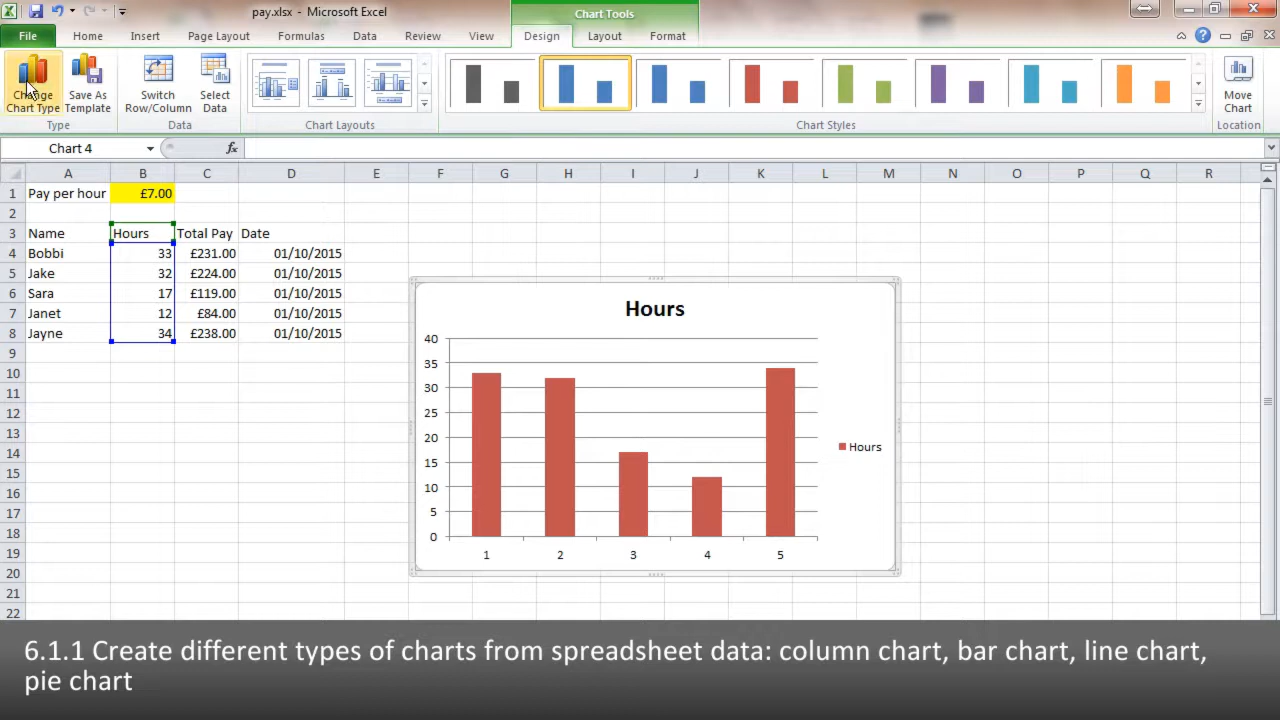 pay.xlsx - Microsoft Excel
Chart Tools
File Home Insert Page Layout Formulas Data Review View Design Layout Format
Change Chart Type
Save As Template
Switch Row/Column
Select Data
Move Chart
Type Data Chart Layouts Chart Styles Location
Chart 4 fx
A B C D E F G H I J K L M N O P Q R
1 Pay per hour £7.00
2
3 Name Hours Total Pay Date
4 Bobbi 33 £231.00 01/10/2015
5 Jake 32 £224.00 01/10/2015
6 Sara 17 £119.00 01/10/2015
7 Janet 12 £84.00 01/10/2015
8 Jayne 34 £238.00 01/10/2015
9
10
11
12
13
14
15
16
17
18
19
20
21
22
Hours
40
35
30
25
20
15
10
5
0
1 2 3 4 5
Hours
6.1.1 Create different types of charts from spreadsheet data: column chart, bar chart, line chart,
pie chart